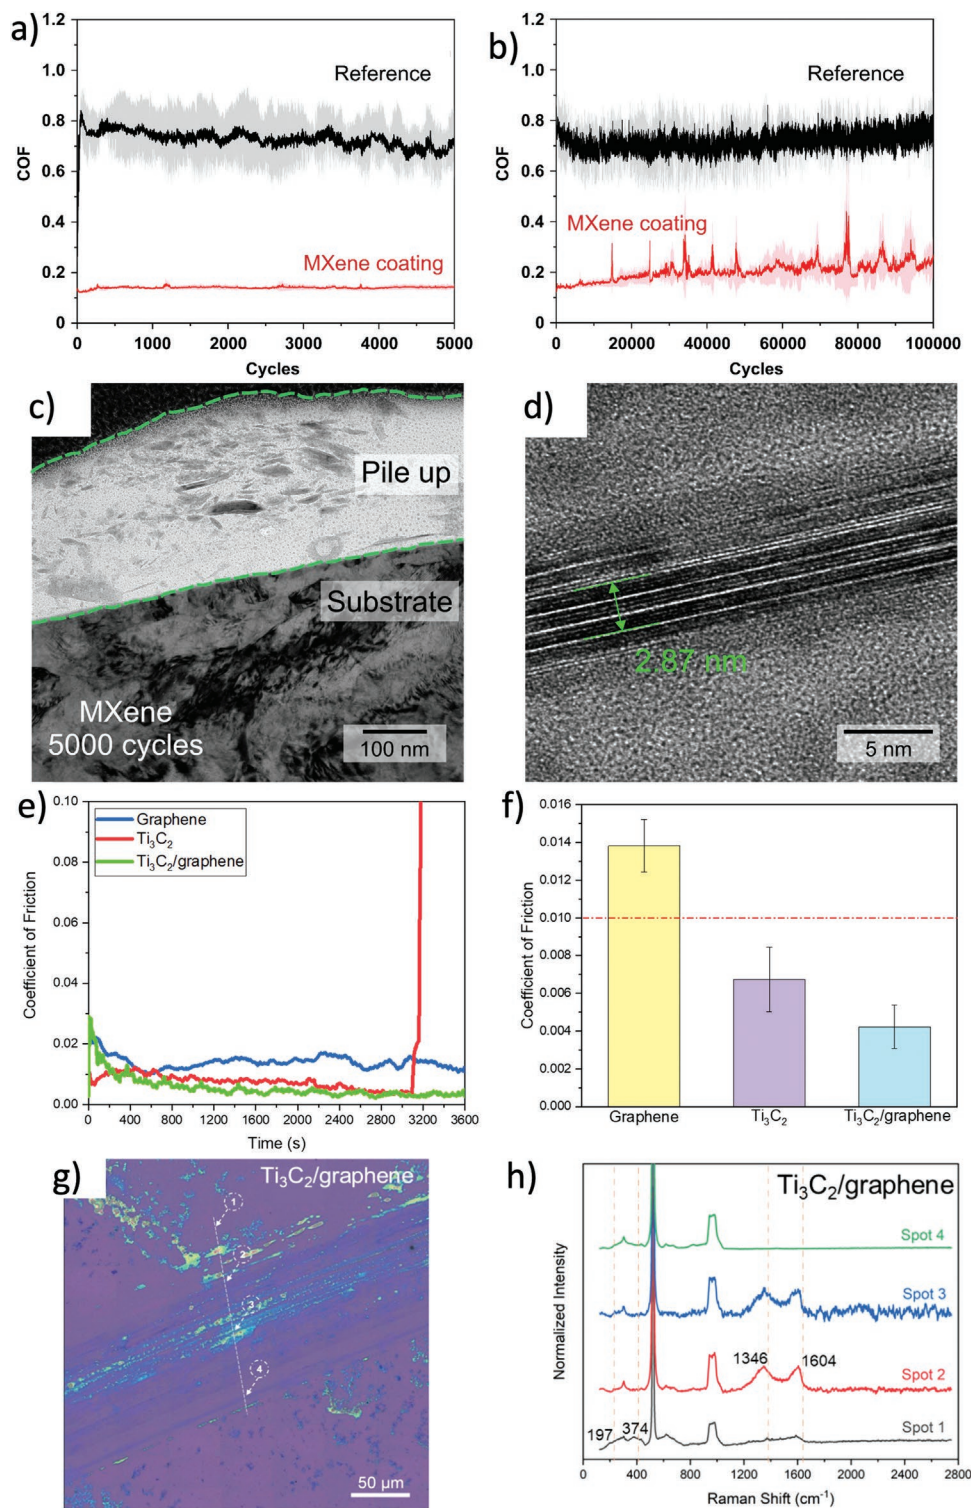 a)
1.2
1.0
0.8
0.6
0.4
0.2
0
COF
Reference
MXene coating
0 1000 2000 3000 4000 5000
Cycles
b)
1.2
1.0
0.8
0.6
0.4
0.2
0
COF
Reference
MXene coating
0 20000 40000 60000 80000 100000
Cycles
c)
Pile up
Substrate
MXene
5000 cycles
100 nm
d)
2.87 nm
5 nm
e)
0.10
0.08
0.06
0.04
0.02
0.00
Coefficient of Friction
Graphene
Ti₃C₂
Ti₃C₂/graphene
0 400 800 1200 1600 2000 2400 2800 3200 3600
Time (s)
f)
0.016
0.014
0.012
0.010
0.008
0.006
0.004
0.002
0.000
Coefficient of Friction
Graphene Ti₃C₂ Ti₃C₂/graphene
g)
Ti₃C₂/graphene
1
2
3
4
50 µm
h)
Ti₃C₂/graphene
Normalized Intensity
Spot 4
Spot 3
1346 1604
Spot 2
197 374
Spot 1
0 400 800 1200 1600 2000 2400 2800
Raman Shift (cm⁻¹)